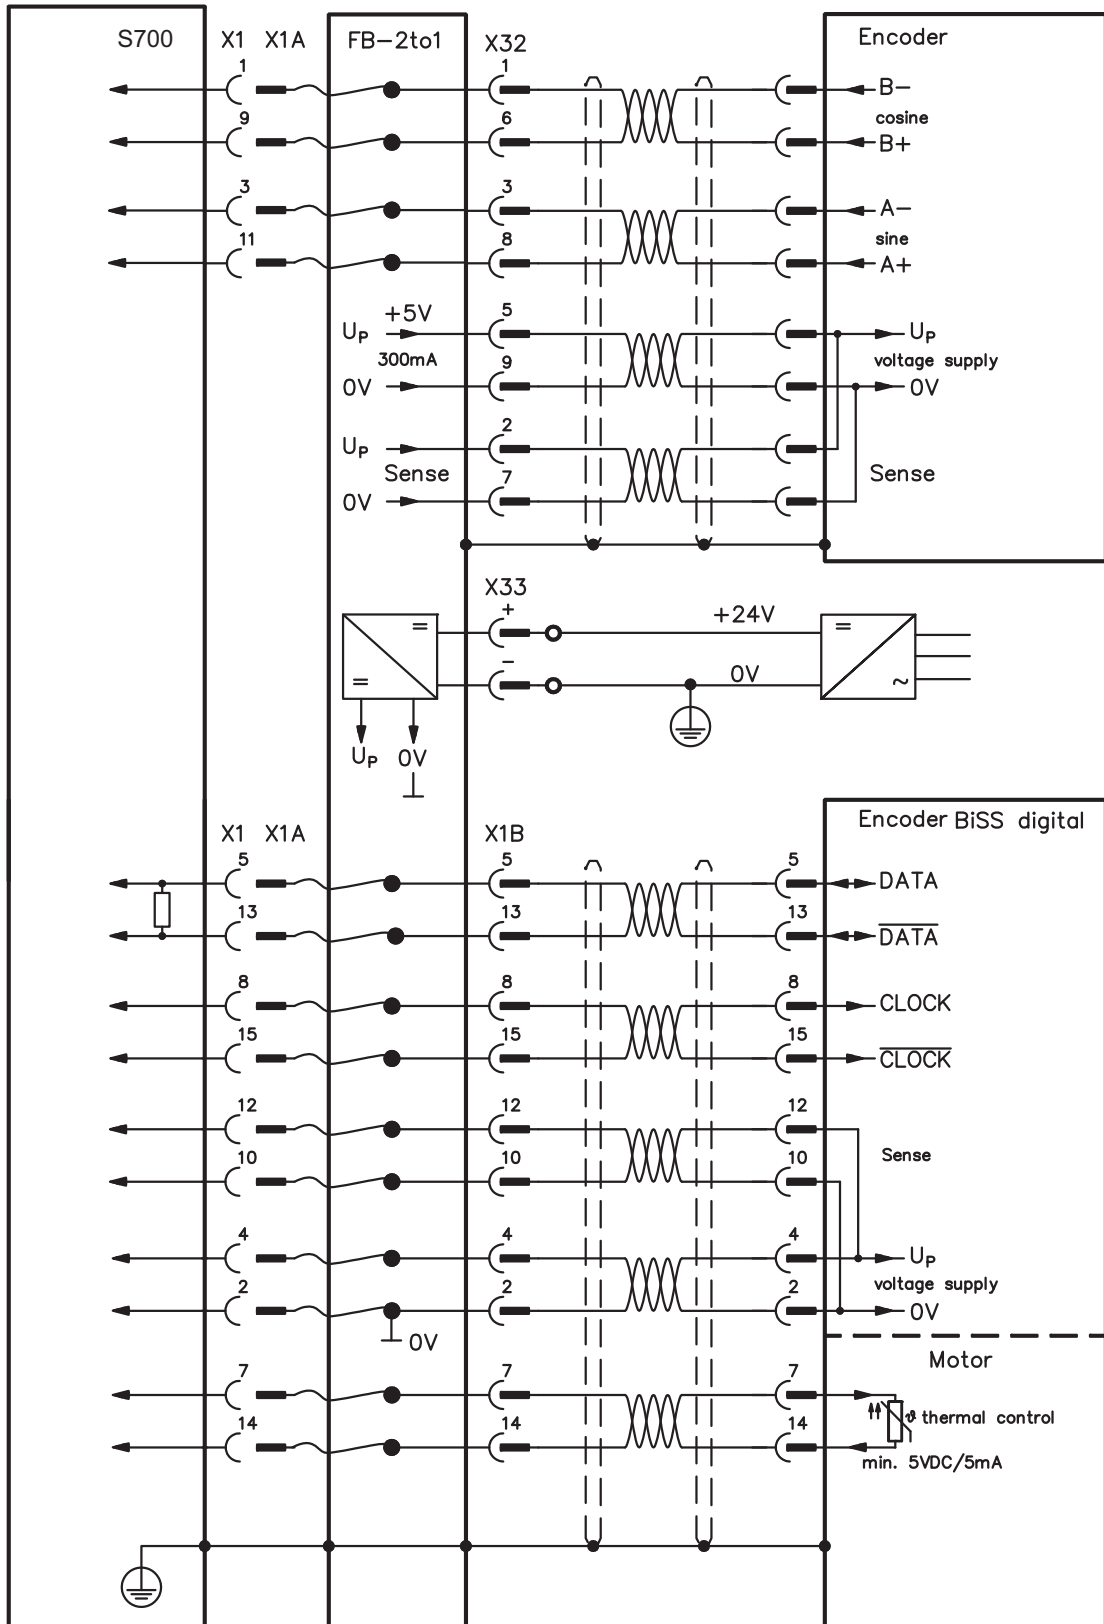 S700 X1 X1A FB-2to1 X32 Encoder
1 1 B-
cosine
9 6 B+
3 3 A-
sine
11 8 A+
+5V 5
UP UP
300mA voltage supply
9
0V 0V
2
UP
Sense Sense
7
0V
X33
+ +24V
=
=
- 0V
= ~
UP 0V
Encoder BiSS digital
X1 X1A X1B
5 5 5 DATA
13 13 13 DATA
8 8 8 CLOCK
15 15 15 CLOCK
12 12 12
Sense
10 10 10
4 4 4 UP
voltage supply
2 2 2 0V
0V
Motor
7 7 7
ϑ thermal control
14 14 14
min. 5VDC/5mA